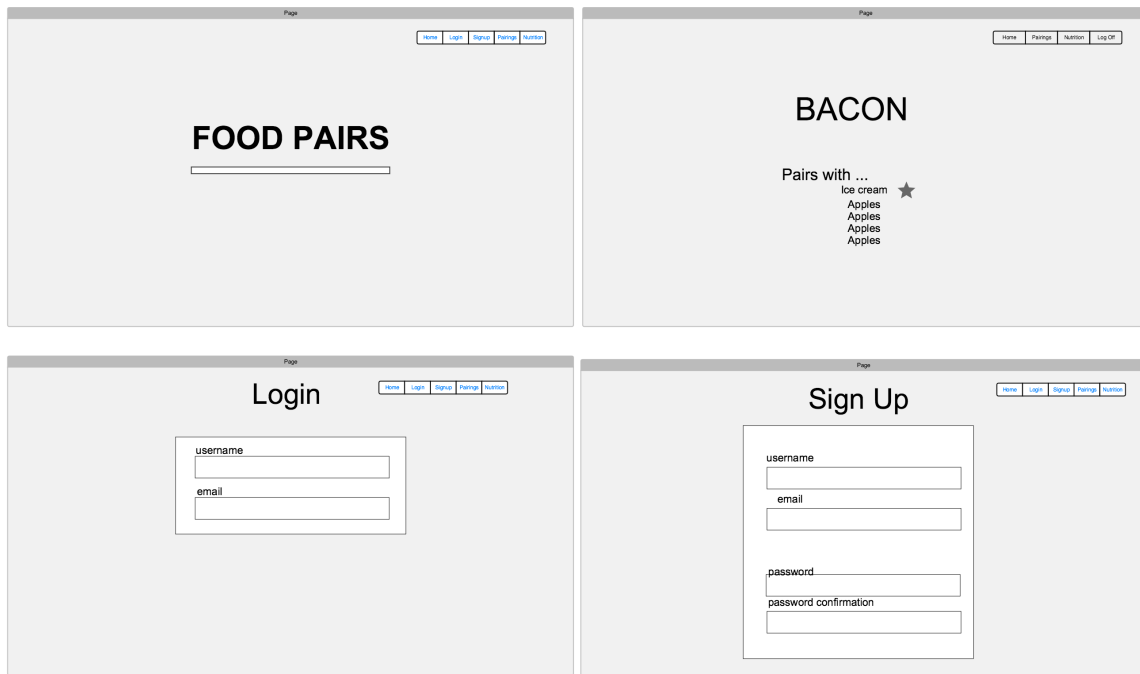 Page
Home Login Signup Pairings Nutrition
FOOD PAIRS
Page
Home Pairings Nutrition Log Off
BACON
Pairs with ...
Ice cream
Apples
Apples
Apples
Apples
Page
Login
Home Login Signup Pairings Nutrition
username
email
Page
Sign Up
Home Login Signup Pairings Nutrition
username
email
password
password confirmation